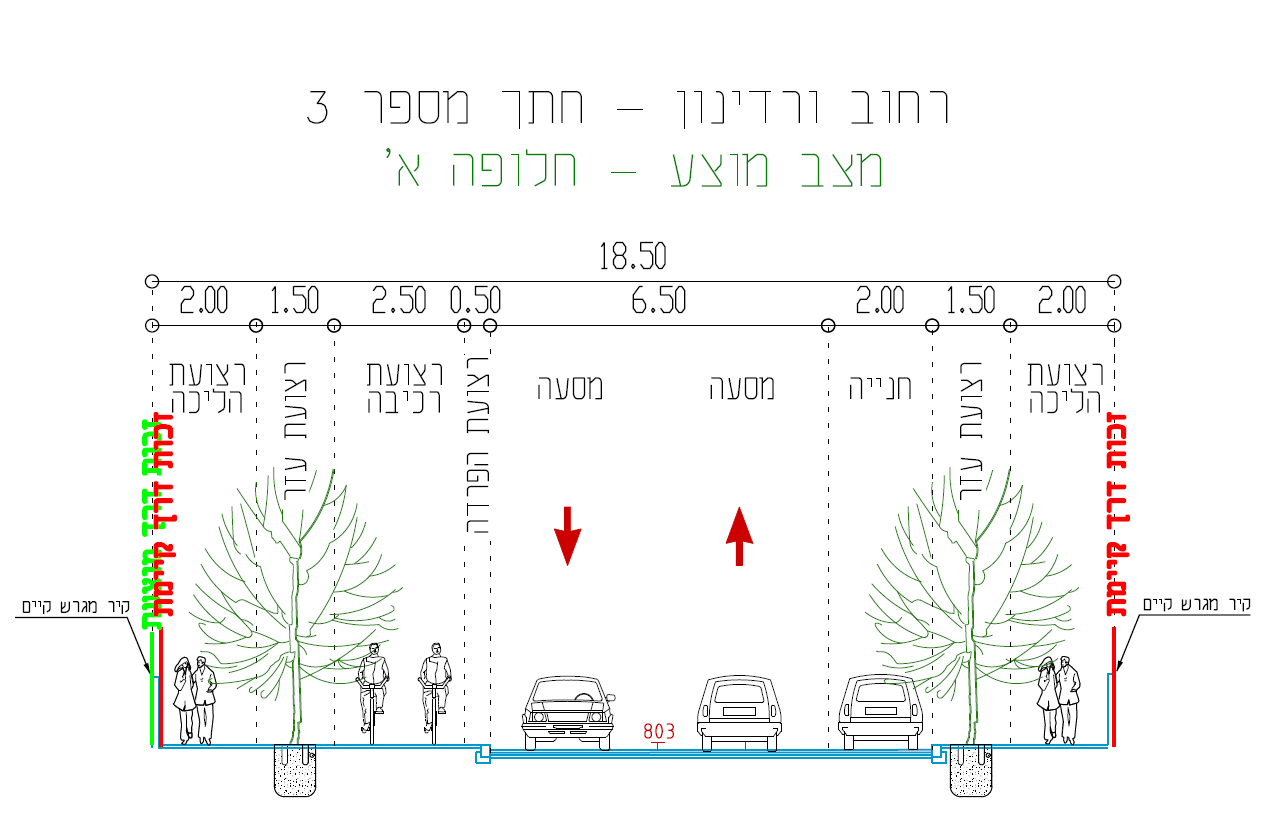 רחוב ורדינון – חתך מספר 3
מצב מוצע – חלופה א'
18.50
2.00 1.50 2.50 0.50 6.50 2.00 1.50 2.00
רצועת הליכה
רצועת עזר
רצועת רכיבה
רצועת הפרדה
מסעה
מסעה
חנייה
רצועת עזר
רצועת הליכה
זכות דרך מוצעת
זכות דרך קיימת
זכות דרך קיימת
קיר מגרש קיים
קיר מגרש קיים
803